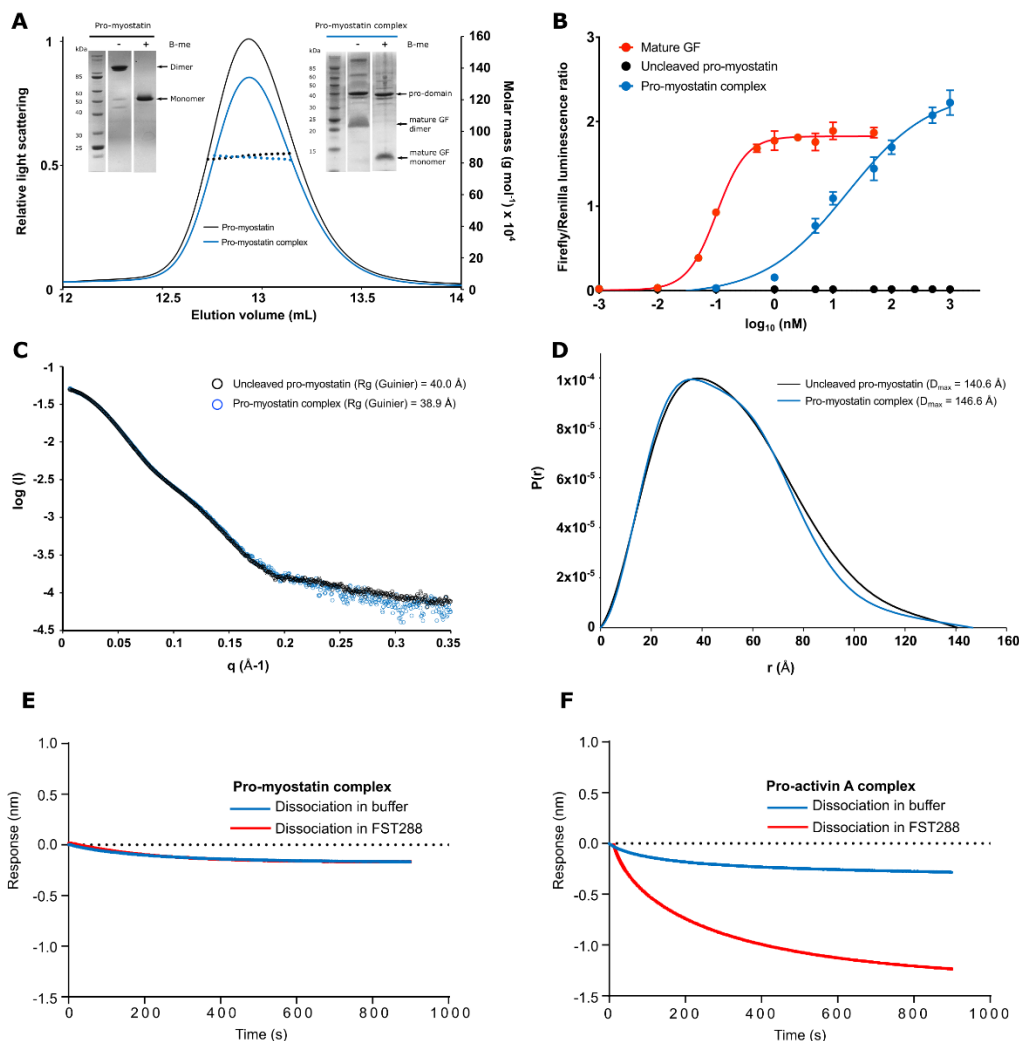 A
Pro-myostatin
kDa
-
+
B-me
85
50
40
35
25
Dimer
Monomer
Pro-myostatin complex
kDa
-
+
B-me
85
50
40
35
25
20
15
pro-domain
mature GF
dimer
mature GF
monomer
1
0.5
0
Relative light scattering
160
140
120
100
80
60
40
20
0
Molar mass (g mol-1) x 10⁴
Pro-myostatin
Pro-myostatin complex
12
12.5
13
13.5
14
Elution volume (mL)
B
Mature GF
Uncleaved pro-myostatin
Pro-myostatin complex
Firefly/Renilla luminescence ratio
3
2
1
0
-3
-2
-1
0
1
2
3
log10 (nM)
C
Uncleaved pro-myostatin (Rg (Guinier) = 40.0 Å)
Pro-myostatin complex (Rg (Guinier) = 38.9 Å)
log (I)
-1
-1.5
-2
-2.5
-3
-3.5
-4
-4.5
0
0.05
0.1
0.15
0.2
0.25
0.3
0.35
q (Å-1)
D
Uncleaved pro-myostatin (Dmax = 140.6 Å)
Pro-myostatin complex (Dmax = 146.6 Å)
P(r)
1x10-4
8x10-5
6x10-5
4x10-5
2x10-5
0
0
20
40
60
80
100
120
140
160
r (Å)
E
Pro-myostatin complex
Dissociation in buffer
Dissociation in FST288
Response (nm)
1.0
0.5
0.0
-0.5
-1.0
-1.5
0
200
400
600
800
1000
Time (s)
F
Pro-activin A complex
Dissociation in buffer
Dissociation in FST288
Response (nm)
1.0
0.5
0.0
-0.5
-1.0
-1.5
0
200
400
600
800
1000
Time (s)